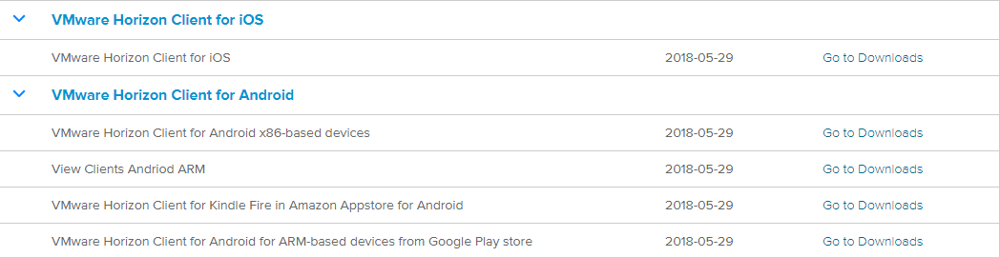 VMware Horizon Client for iOS
VMware Horizon Client for iOS 2018-05-29 Go to Downloads
VMware Horizon Client for Android
VMware Horizon Client for Android x86-based devices 2018-05-29 Go to Downloads
View Clients Andriod ARM 2018-05-29 Go to Downloads
VMware Horizon Client for Kindle Fire in Amazon Appstore for Android 2018-05-29 Go to Downloads
VMware Horizon Client for Android for ARM-based devices from Google Play store 2018-05-29 Go to Downloads